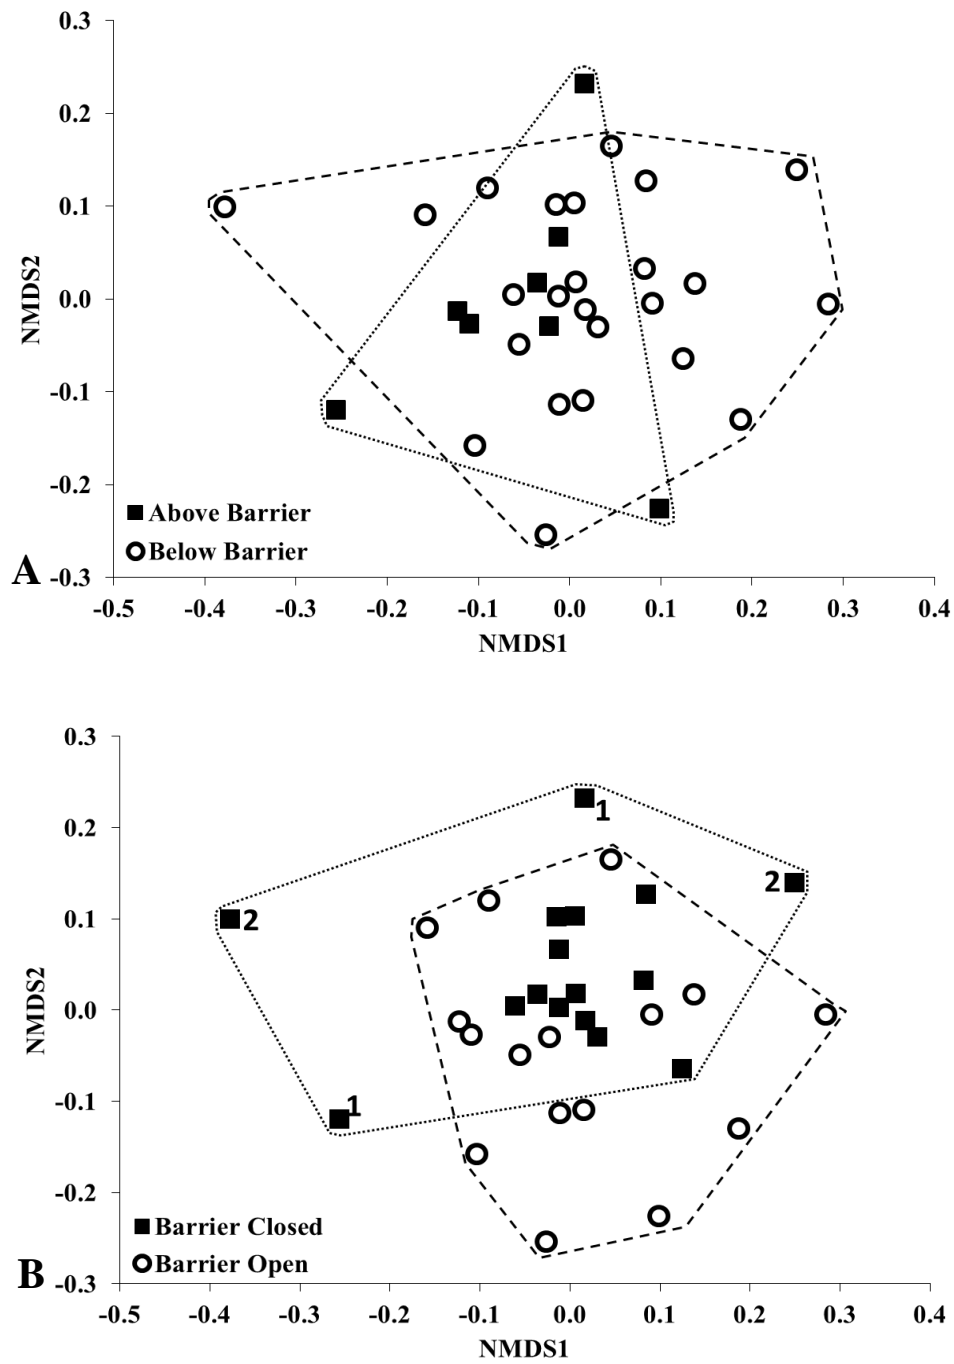 0.3
0.2
0.1
0.0
-0.1
-0.2
-0.3
NMDS2
Above Barrier
Below Barrier
A
-0.5 -0.4 -0.3 -0.2 -0.1 0.0 0.1 0.2 0.3 0.4
NMDS1
0.3
0.2
0.1
0.0
-0.1
-0.2
-0.3
NMDS2
1
2
2
1
Barrier Closed
Barrier Open
B
-0.5 -0.4 -0.3 -0.2 -0.1 0.0 0.1 0.2 0.3 0.4
NMDS1